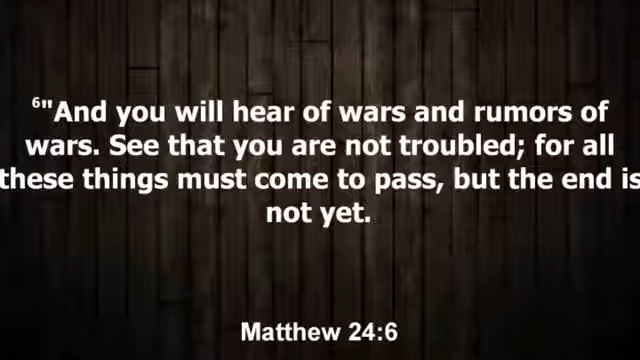 6"And you will hear of wars and rumors of
wars. See that you are not troubled; for all
these things must come to pass, but the end is
not yet.
Matthew 24:6